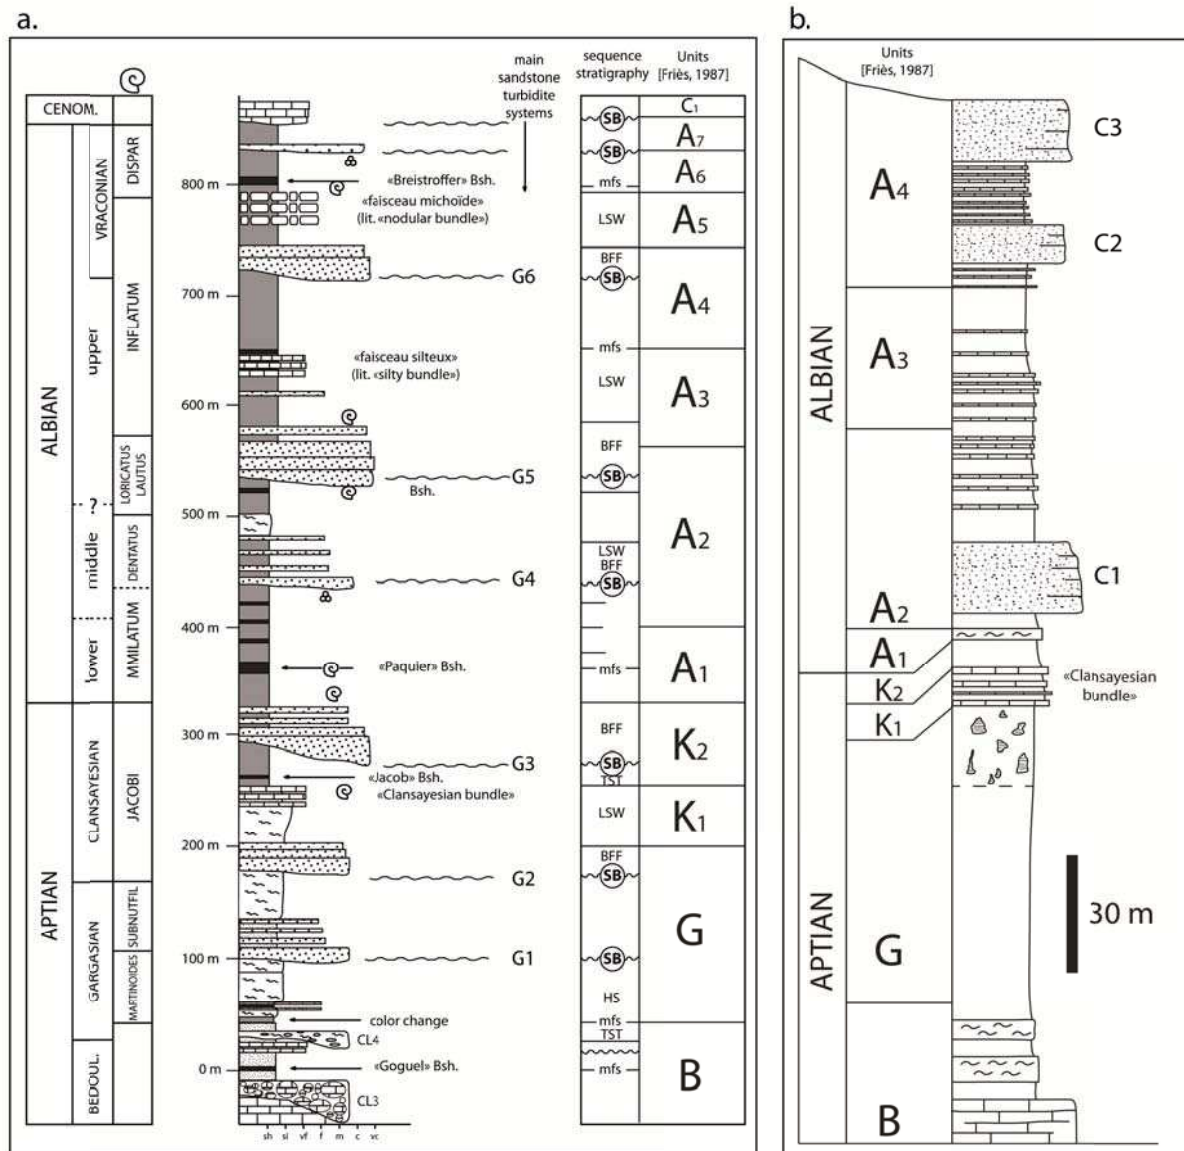 a.
main
sandstone
turbidite
systems
sequence
stratigraphy
Units
[Friès, 1987]
CENOM.
ALBIAN
APTIAN
VRACONIAN
upper
?
middle
lower
CLANSAYESIAN
GARGASIAN
BEDOUL.
DISPAR
INFLATUM
LORICATUS
LAUTUS
DENTATUS
MMILATUM
JACOBI
SUBNUTFIL
MARTINOIDES
800 m
700 m
600 m
500 m
400 m
300 m
200 m
100 m
0 m
sh si vf f m c vc
«Breistroffer» Bsh.
«faisceau michoïde»
(lit. «nodular bundle»)
G6
«faisceau silteux»
(lit. «silty bundle»)
G5
Bsh.
G4
«Paquier» Bsh.
G3
«Jacob» Bsh.
«Clansayesian bundle»
G2
G1
color change
CL4
«Goguel» Bsh.
CL3
SB
SB
mfs
LSW
BFF
SB
mfs
LSW
BFF
SB
LSW
BFF
SB
mfs
BFF
SB
TST
LSW
BFF
SB
SB
HS
mfs
TST
mfs
C1
A7
A6
A5
A4
A3
A2
A1
K2
K1
G
B
b.
Units
[Friès, 1987]
ALBIAN
APTIAN
A4
A3
A2
A1
K2
K1
G
B
C3
C2
C1
«Clansayesian
bundle»
30 m